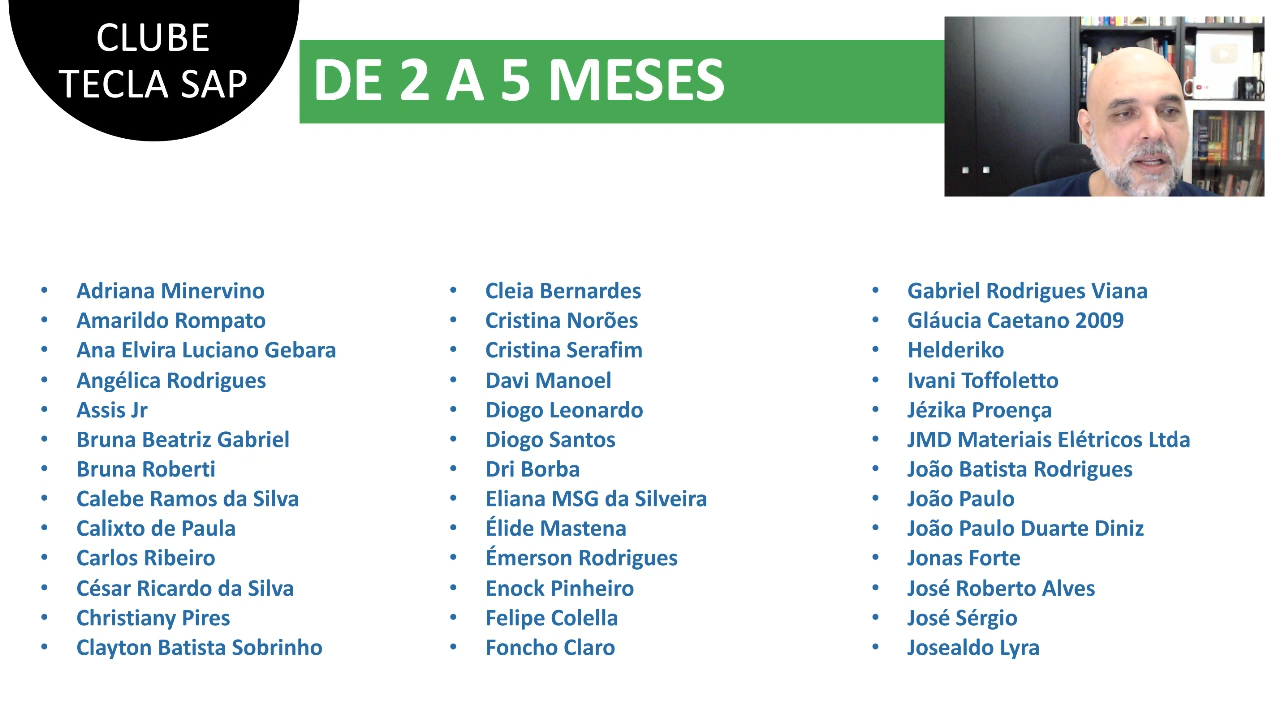 CLUBE
TECLA SAP
DE 2 A 5 MESES
• Adriana Minervino
• Amarildo Rompato
• Ana Elvira Luciano Gebara
• Angélica Rodrigues
• Assis Jr
• Bruna Beatriz Gabriel
• Bruna Roberti
• Calebe Ramos da Silva
• Calixto de Paula
• Carlos Ribeiro
• César Ricardo da Silva
• Christiany Pires
• Clayton Batista Sobrinho
• Cleia Bernardes
• Cristina Norões
• Cristina Serafim
• Davi Manoel
• Diogo Leonardo
• Diogo Santos
• Dri Borba
• Eliana MSG da Silveira
• Élide Mastena
• Émerson Rodrigues
• Enock Pinheiro
• Felipe Colella
• Foncho Claro
• Gabriel Rodrigues Viana
• Gláucia Caetano 2009
• Helderiko
• Ivani Toffoletto
• Jézika Proença
• JMD Materiais Elétricos Ltda
• João Batista Rodrigues
• João Paulo
• João Paulo Duarte Diniz
• Jonas Forte
• José Roberto Alves
• José Sérgio
• Josealdo Lyra